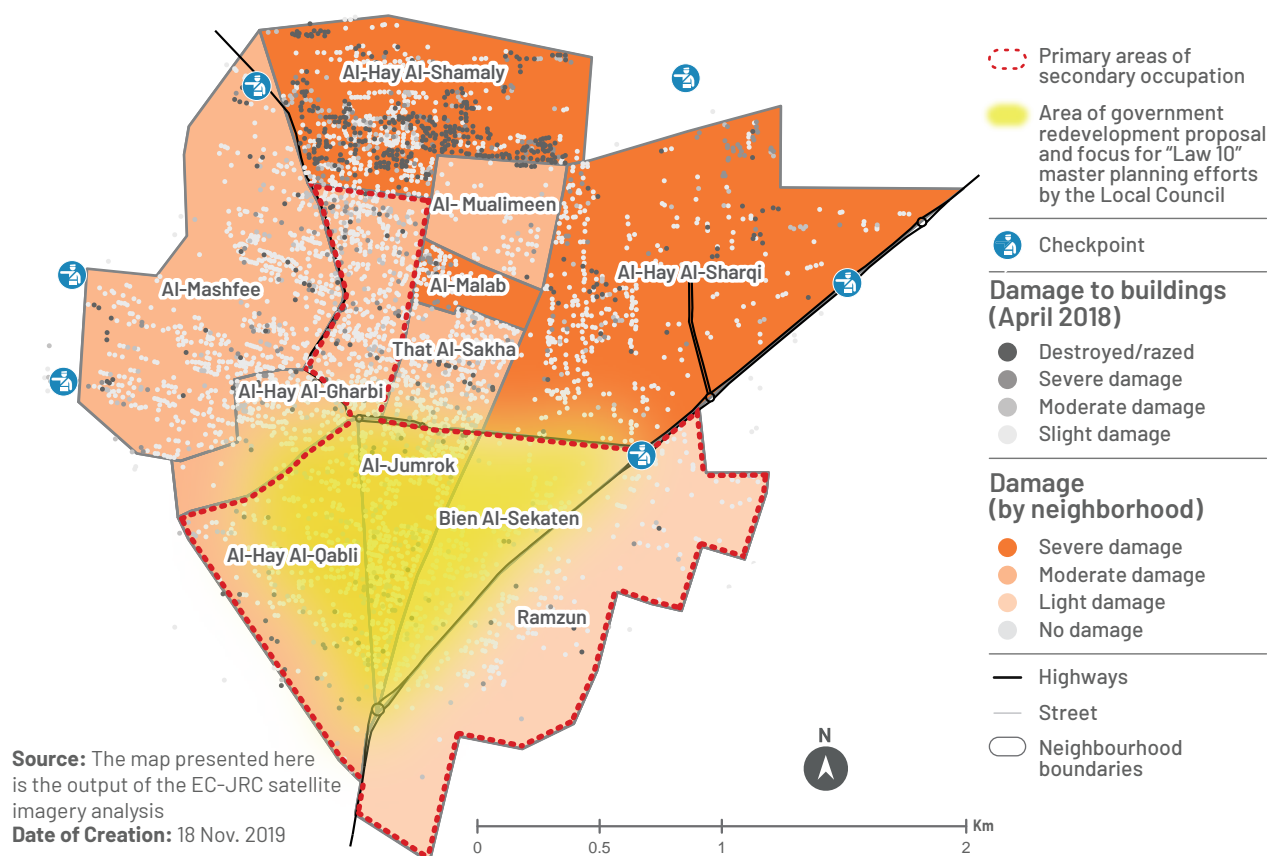 Al-Hay Al-Shamaly
Al- Mualimeen
Al-Hay Al-Sharqi
Al-Malab
Al-Mashfee
That Al-Sakha
Al-Hay Al-Gharbi
Al-Jumrok
Bien Al-Sekaten
Al-Hay Al-Qabli
Ramzun
Primary areas of
secondary occupation
Area of government
redevelopment proposal
and focus for “Law 10”
master planning efforts
by the Local Council
Checkpoint
Damage to buildings
(April 2018)
Destroyed/razed
Severe damage
Moderate damage
Slight damage
Damage
(by neighborhood)
Severe damage
Moderate damage
Light damage
No damage
Highways
Street
Neighbourhood
boundaries
Source: The map presented here
is the output of the EC-JRC satellite
imagery analysis
Date of Creation: 18 Nov. 2019
N
Km
0 0.5 1 2